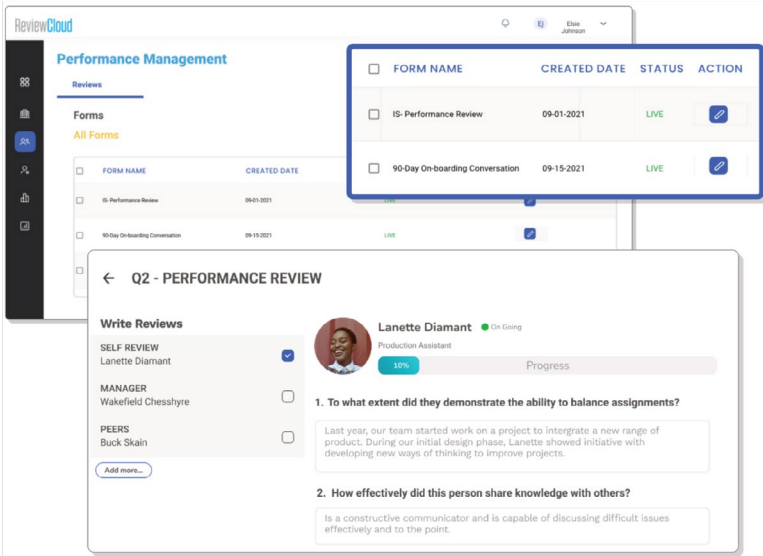 ReviewCloud
EJ
Elsie
Johnson
Performance Management
Reviews
Forms
All Forms
FORM NAME
CREATED DATE
IS- Performance Review
09-01-2021
LIVE
90-Day On-boarding Conversation
09-15-2021
LIVE
FORM NAME CREATED DATE STATUS ACTION
IS- Performance Review 09-01-2021 LIVE
90-Day On-boarding Conversation 09-15-2021 LIVE
Q2 - PERFORMANCE REVIEW
Write Reviews
SELF REVIEW
Lanette Diamant
MANAGER
Wakefield Chesshyre
PEERS
Buck Skain
Add more...
Lanette Diamant On Going
Production Assistant
10% Progress
1. To what extent did they demonstrate the ability to balance assignments?
Last year, our team started work on a project to intergrate a new range of
product. During our initial design phase, Lanette showed initiative with
developing new ways of thinking to improve projects.
2. How effectively did this person share knowledge with others?
Is a constructive communicator and is capable of discussing difficult issues
effectively and to the point.